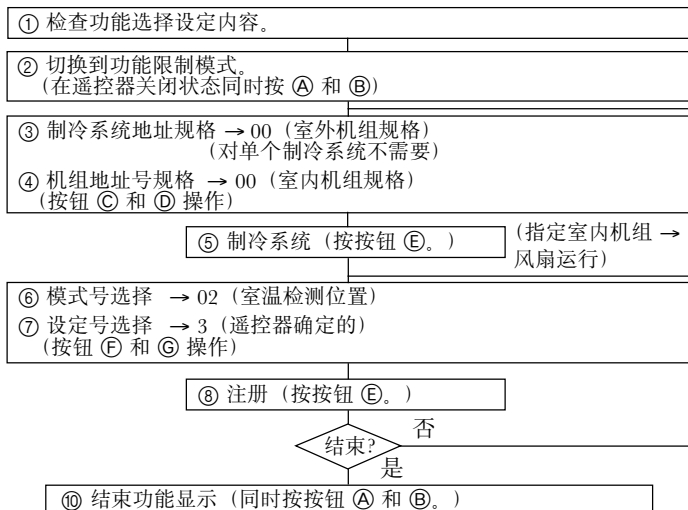 ① 检查功能选择设定内容。
② 切换到功能限制模式。
(在遥控器关闭状态同时按 Ⓐ 和 Ⓑ)
③ 制冷系统地址规格 → 00（室外机组规格）
（对单个制冷系统不需要）
④ 机组地址号规格 → 00（室内机组规格）
(按钮 Ⓒ 和 Ⓓ 操作)
⑤ 制冷系统（按按钮 Ⓔ。）
（指定室内机组 →
风扇运行）
⑥ 模式号选择 → 02（室温检测位置）
⑦ 设定号选择 → 3（遥控器确定的）
(按钮 Ⓕ 和 Ⓖ 操作)
⑧ 注册（按按钮 Ⓔ。）
结束?
否
是
⑩ 结束功能显示（同时按按钮 Ⓐ 和 Ⓑ。）